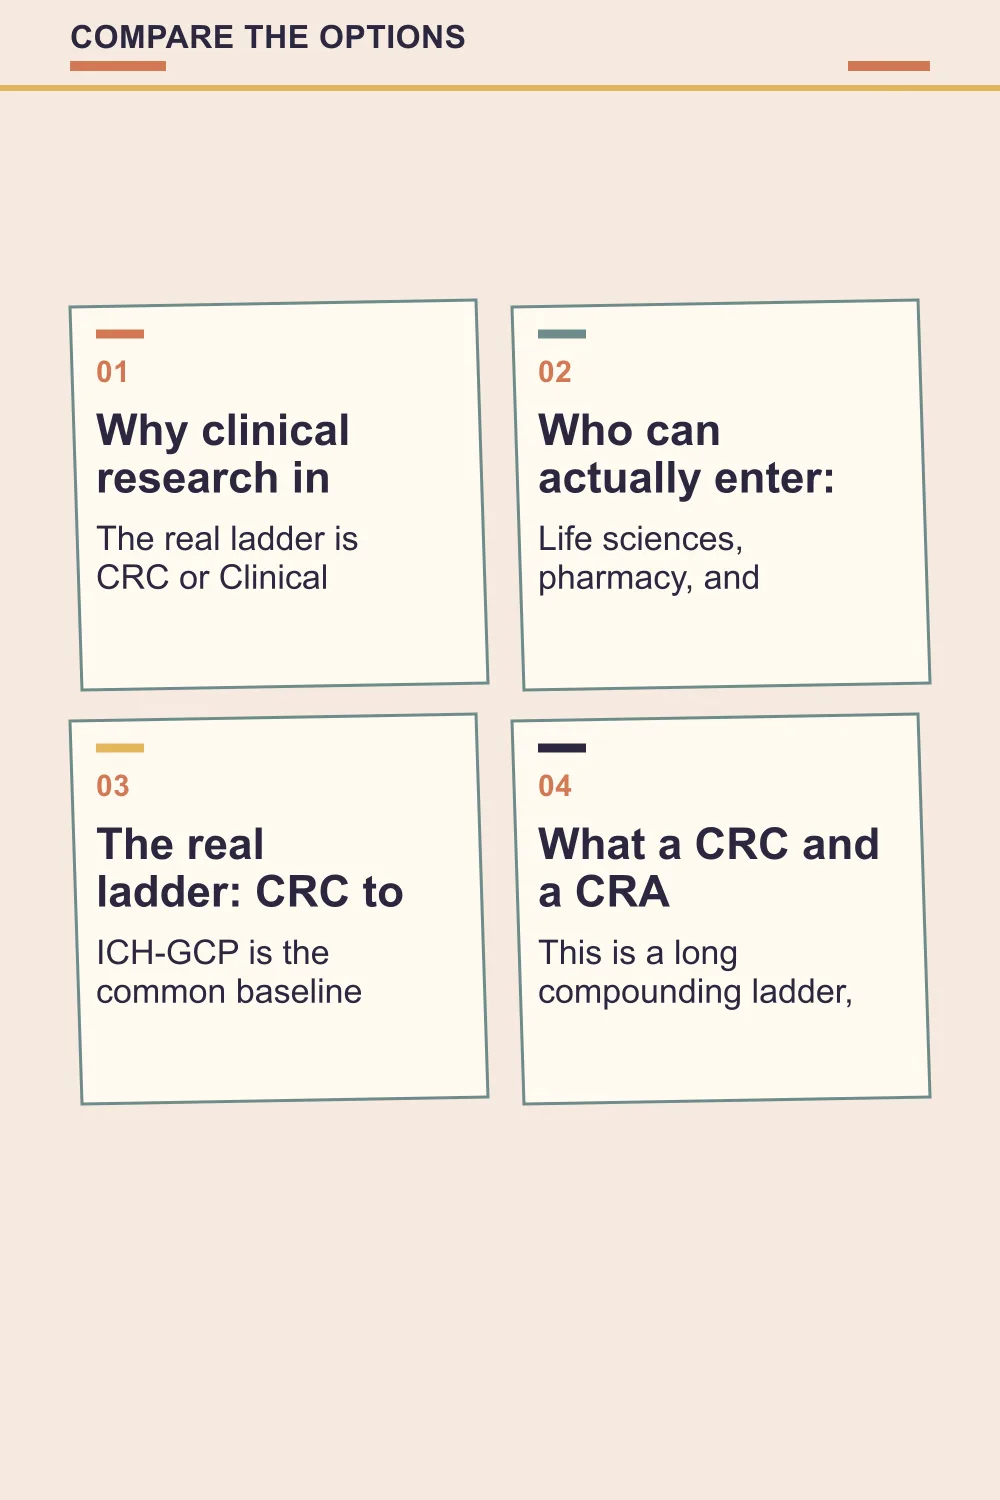 COMPARE THE OPTIONS
01
Why clinical
research in
The real ladder is
CRC or Clinical
02
Who can
actually enter:
Life sciences,
pharmacy, and
03
The real
ladder: CRC to
ICH-GCP is the
common baseline
04
What a CRC and
a CRA
This is a long
compounding ladder,